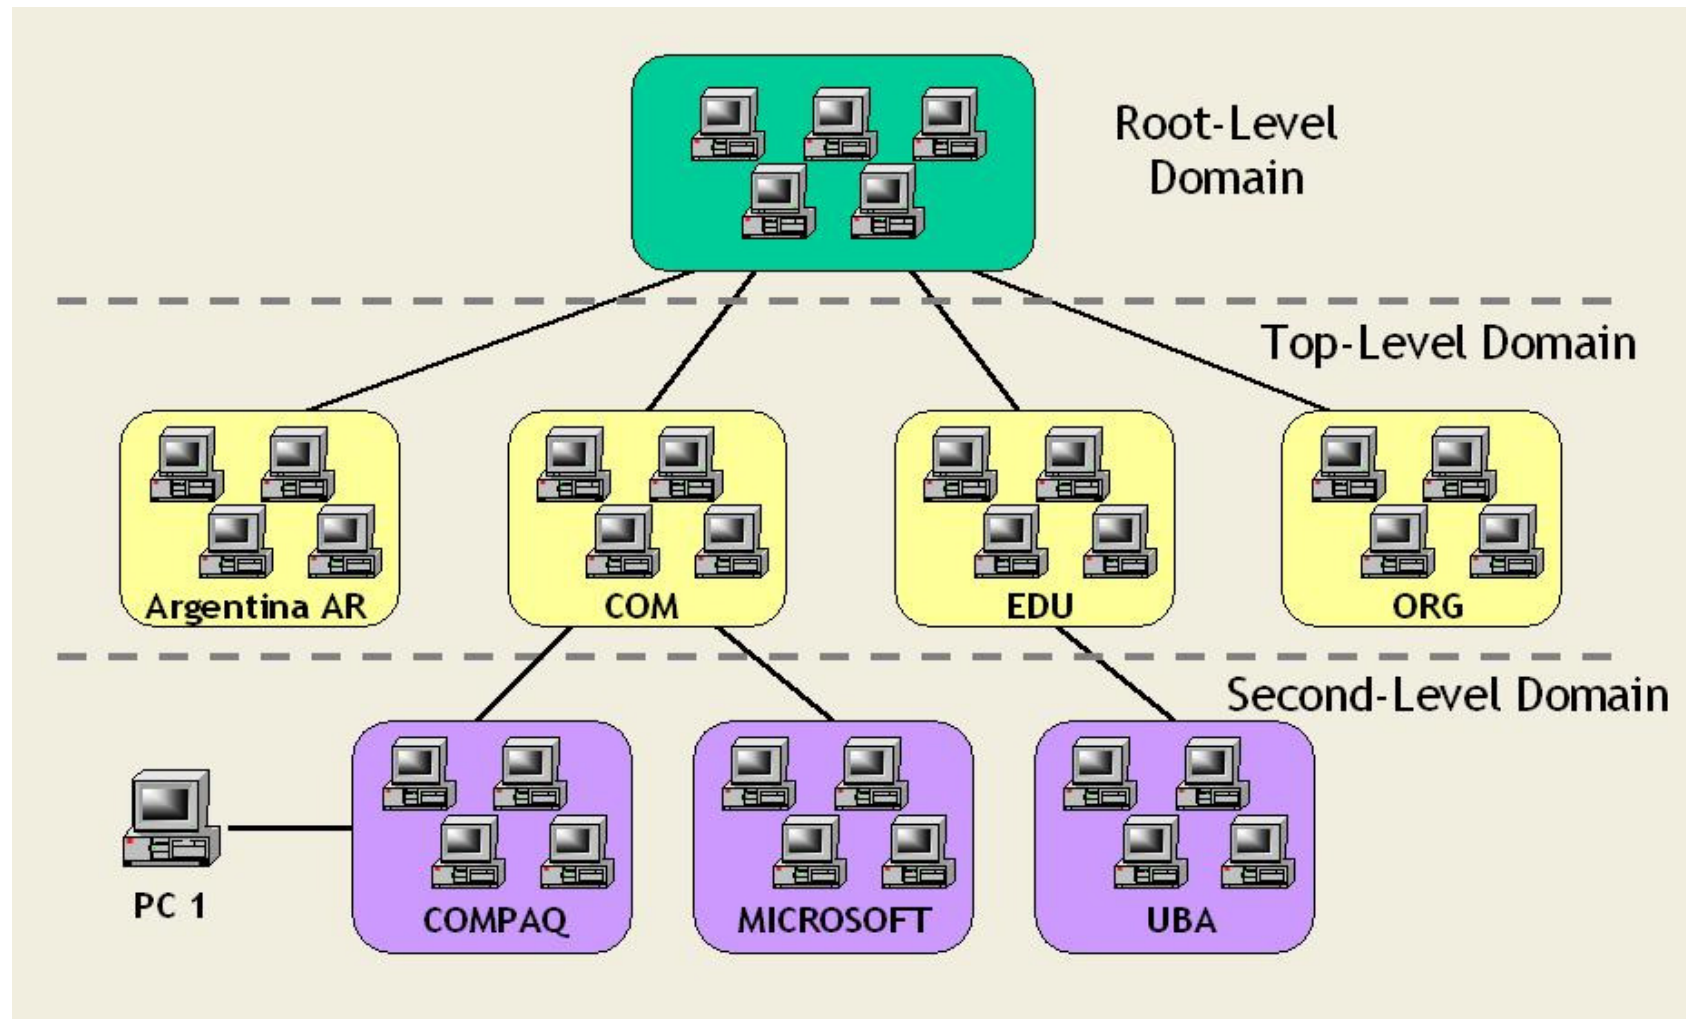 Root-Level
Domain
Top-Level Domain
Argentina AR
COM
EDU
ORG
Second-Level Domain
PC 1
COMPAQ
MICROSOFT
UBA